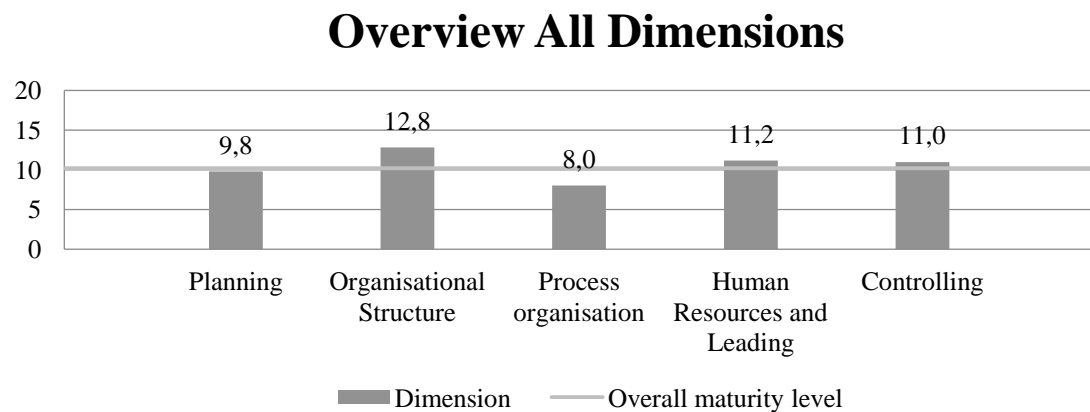 Overview All Dimensions
20
15
10
5
0
9,8
12,8
8,0
11,2
11,0
Planning
Organisational
Structure
Process
organisation
Human
Resources and
Leading
Controlling
Dimension
Overall maturity level